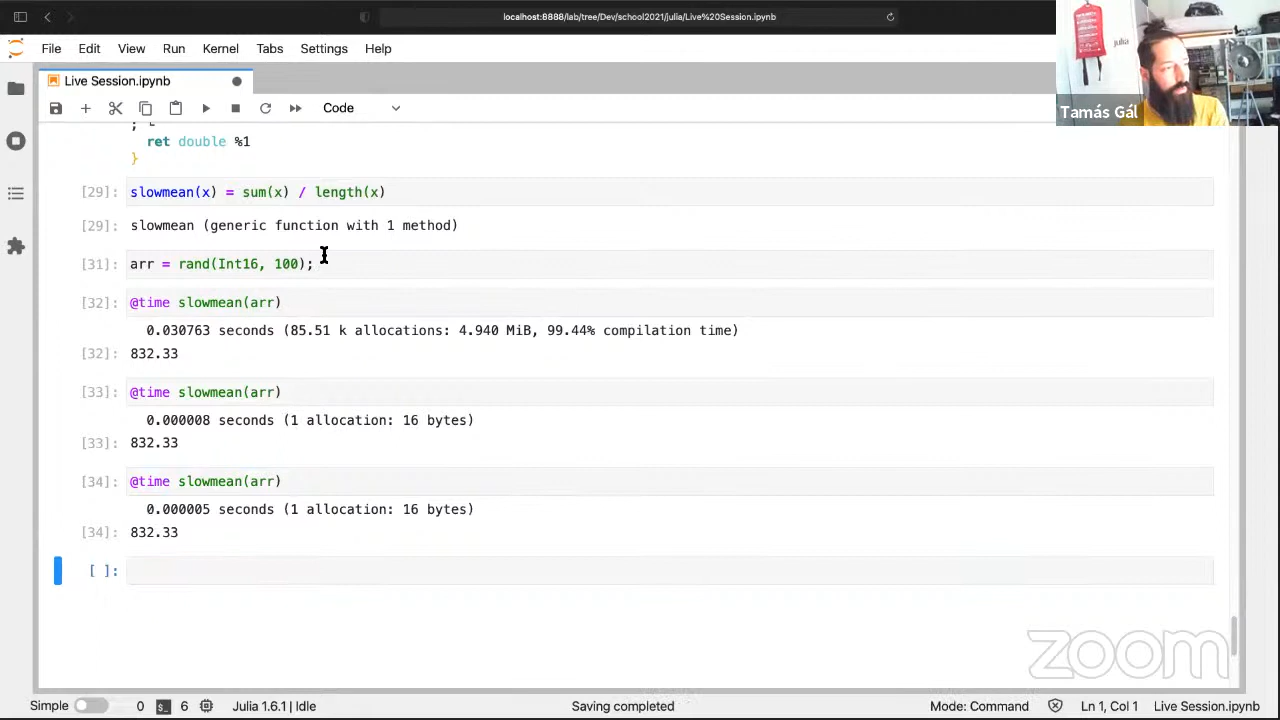 localhost:8888/lab/tree/Dev/school2021/julia/Live%20Session.ipynb
File Edit View Run Kernel Tabs Settings Help
julia
Tamás Gál
Live Session.ipynb
Code
ret double %1
}
[29]: slowmean(x) = sum(x) / length(x)
[29]: slowmean (generic function with 1 method)
[31]: arr = rand(Int16, 100);
[32]: @time slowmean(arr)
0.030763 seconds (85.51 k allocations: 4.940 MiB, 99.44% compilation time)
[32]: 832.33
[33]: @time slowmean(arr)
0.000008 seconds (1 allocation: 16 bytes)
[33]: 832.33
[34]: @time slowmean(arr)
0.000005 seconds (1 allocation: 16 bytes)
[34]: 832.33
[ ]:
zoom
Simple 0 $_ 6 Julia 1.6.1 | Idle Saving completed Mode: Command Ln 1, Col 1 Live Session.ipynb